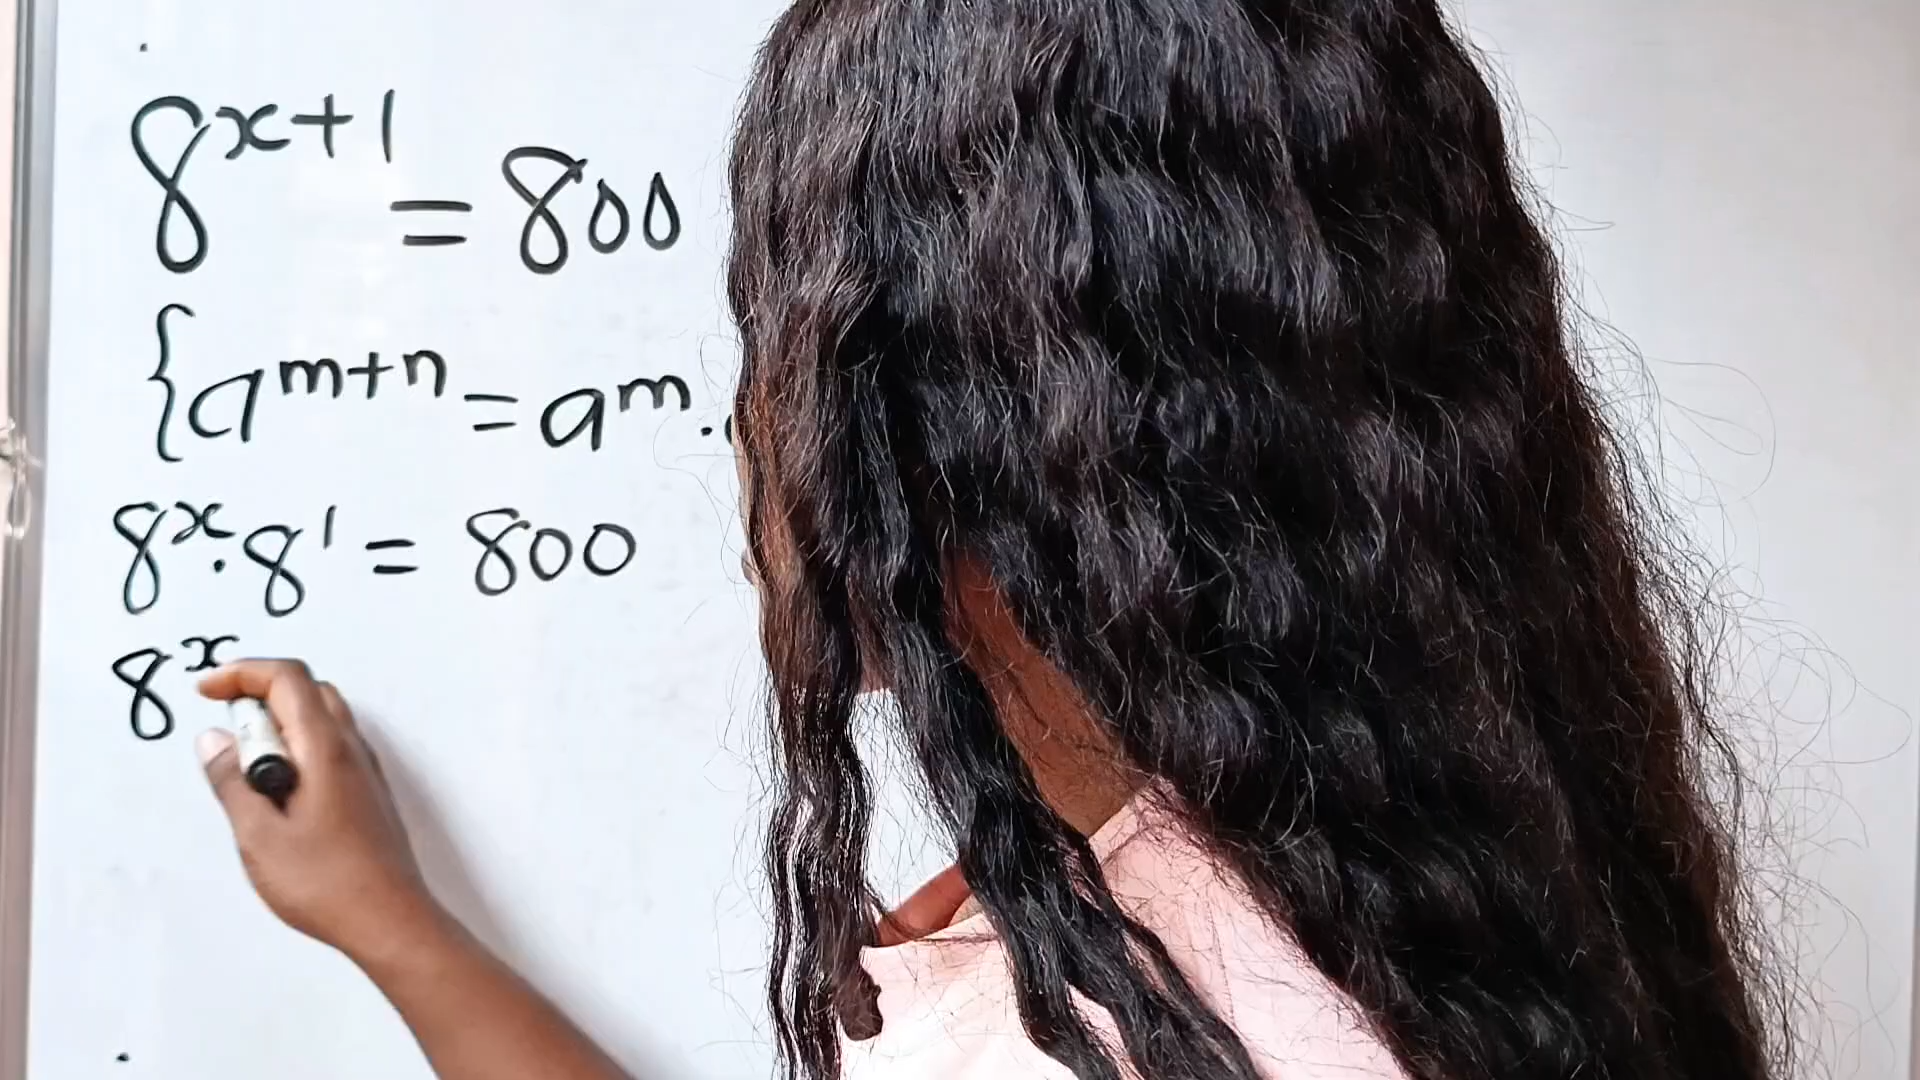 8^x+1 = 800
{a^m+n = a^m .
8^x . 8^1 = 800
8^x